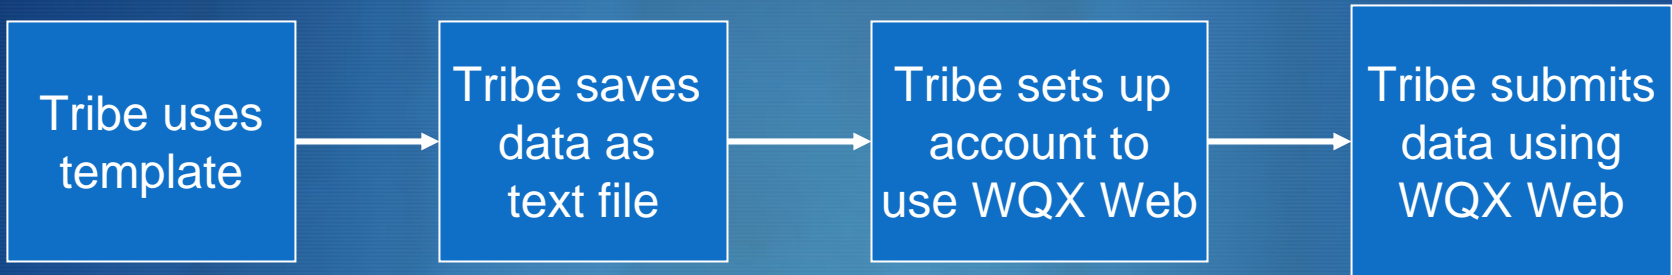 Tribe uses
template
Tribe saves
data as
text file
Tribe sets up
account to
use WQX Web
Tribe submits
data using
WQX Web